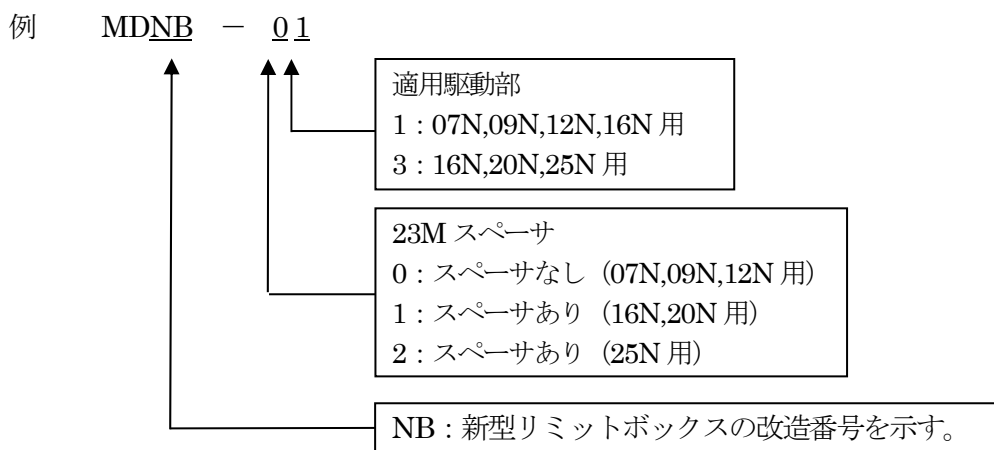 例 MDNB － 01
適用駆動部
1：07N,09N,12N,16N 用
3：16N,20N,25N 用
23M スペーサ
0：スペーサなし（07N,09N,12N 用）
1：スペーサあり（16N,20N 用）
2：スペーサあり（25N 用）
NB：新型リミットボックスの改造番号を示す。